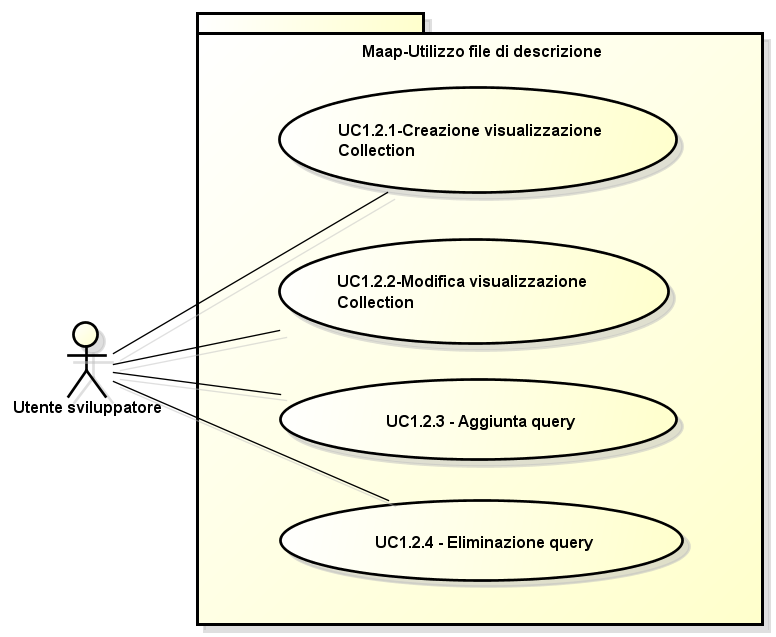 Maap-Utilizzo file di descrizione
UC1.2.1-Creazione visualizzazione
Collection
UC1.2.2-Modifica visualizzazione
Collection
Utente sviluppatore
UC1.2.3 - Aggiunta query
UC1.2.4 - Eliminazione query